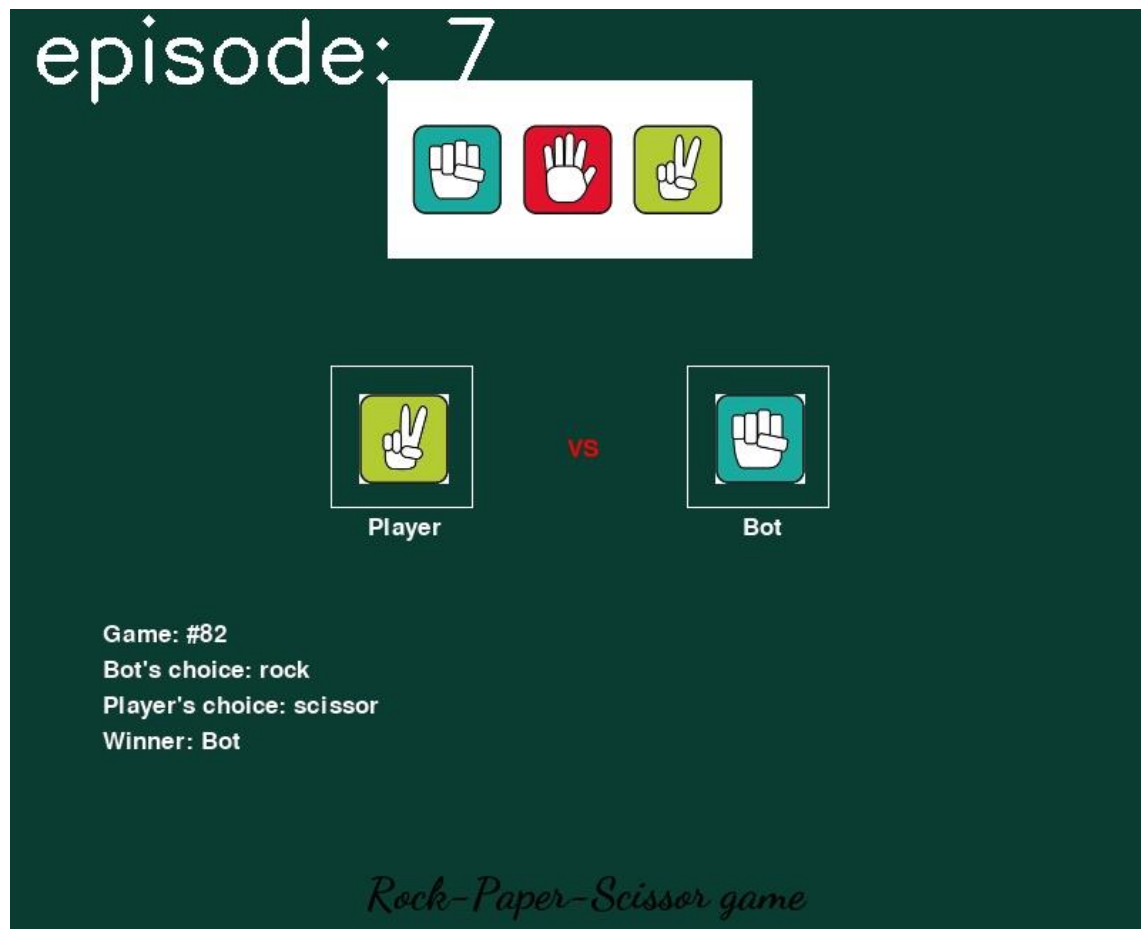 episode: 7
vs
Player
Bot
Game: #82
Bot's choice: rock
Player's choice: scissor
Winner: Bot
Rock-Paper-Scissor game